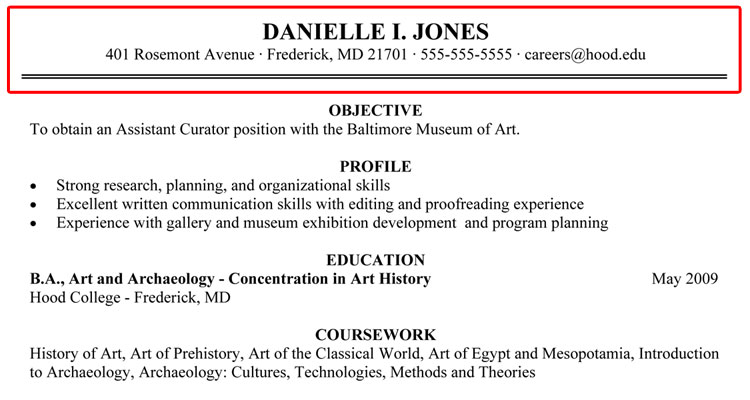 DANIELLE I. JONES
401 Rosemont Avenue · Frederick, MD 21701 · 555-555-5555 · careers@hood.edu
OBJECTIVE
To obtain an Assistant Curator position with the Baltimore Museum of Art.
PROFILE
• Strong research, planning, and organizational skills
• Excellent written communication skills with editing and proofreading experience
• Experience with gallery and museum exhibition development  and program planning
EDUCATION
B.A., Art and Archaeology - Concentration in Art History May 2009
Hood College - Frederick, MD
COURSEWORK
History of Art, Art of Prehistory, Art of the Classical World, Art of Egypt and Mesopotamia, Introduction
to Archaeology, Archaeology: Cultures, Technologies, Methods and Theories